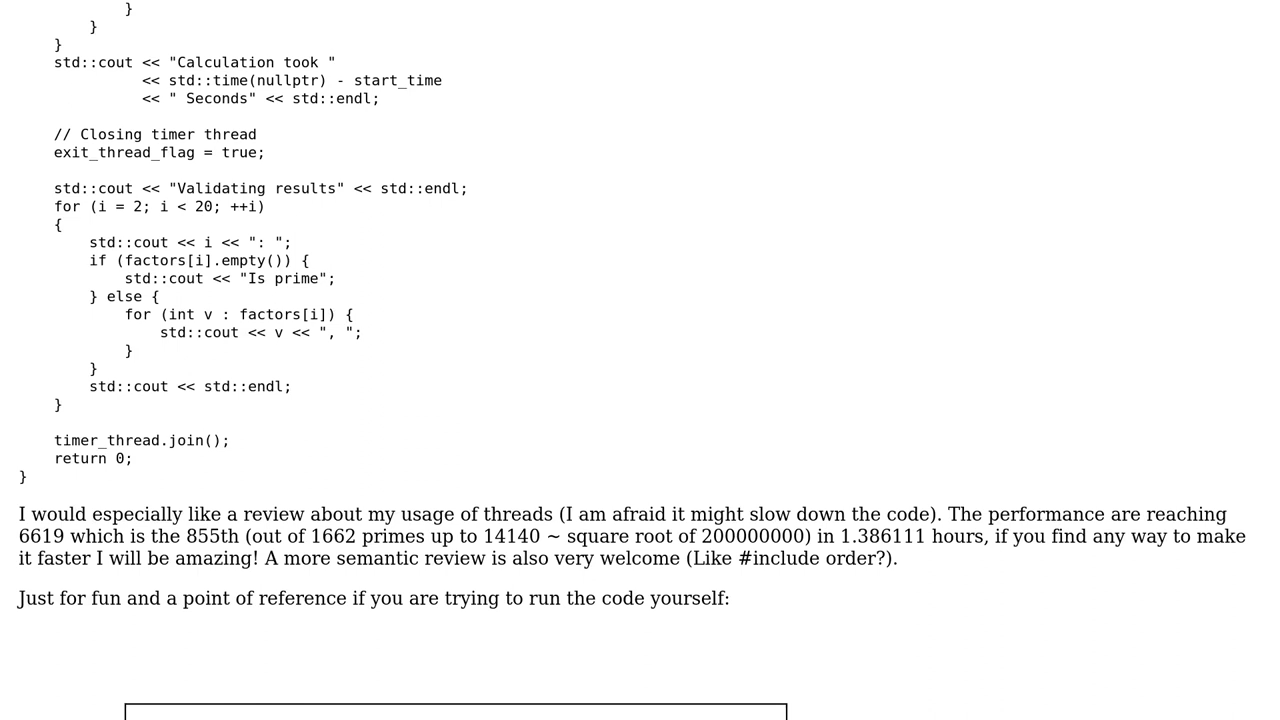 }
        }
    }
    std::cout << "Calculation took "
              << std::time(nullptr) - start_time
              << " Seconds" << std::endl;

    // Closing timer thread
    exit_thread_flag = true;

    std::cout << "Validating results" << std::endl;
    for (i = 2; i < 20; ++i)
    {
        std::cout << i << ": ";
        if (factors[i].empty()) {
            std::cout << "Is prime";
        } else {
            for (int v : factors[i]) {
                std::cout << v << ", ";
            }
        }
        std::cout << std::endl;
    }

    timer_thread.join();
    return 0;
}
I would especially like a review about my usage of threads (I am afraid it might slow down the code). The performance are reaching
6619 which is the 855th (out of 1662 primes up to 14140 ~ square root of 200000000) in 1.386111 hours, if you find any way to make
it faster I will be amazing! A more semantic review is also very welcome (Like #include order?).
Just for fun and a point of reference if you are trying to run the code yourself: